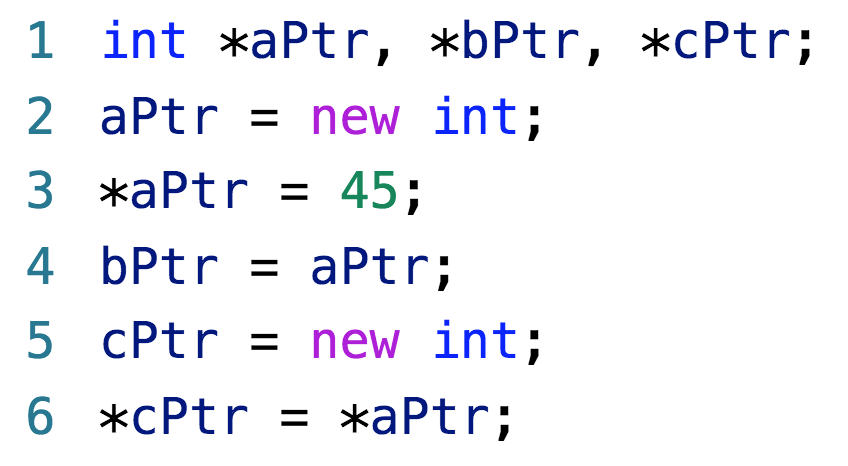 1 int *aPtr, *bPtr, *cPtr;
2 aPtr = new int;
3 *aPtr = 45;
4 bPtr = aPtr;
5 cPtr = new int;
6 *cPtr = *aPtr;